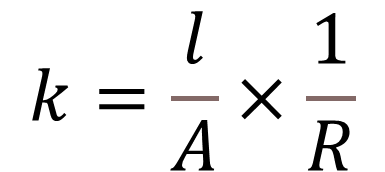 k = l/A × 1/R